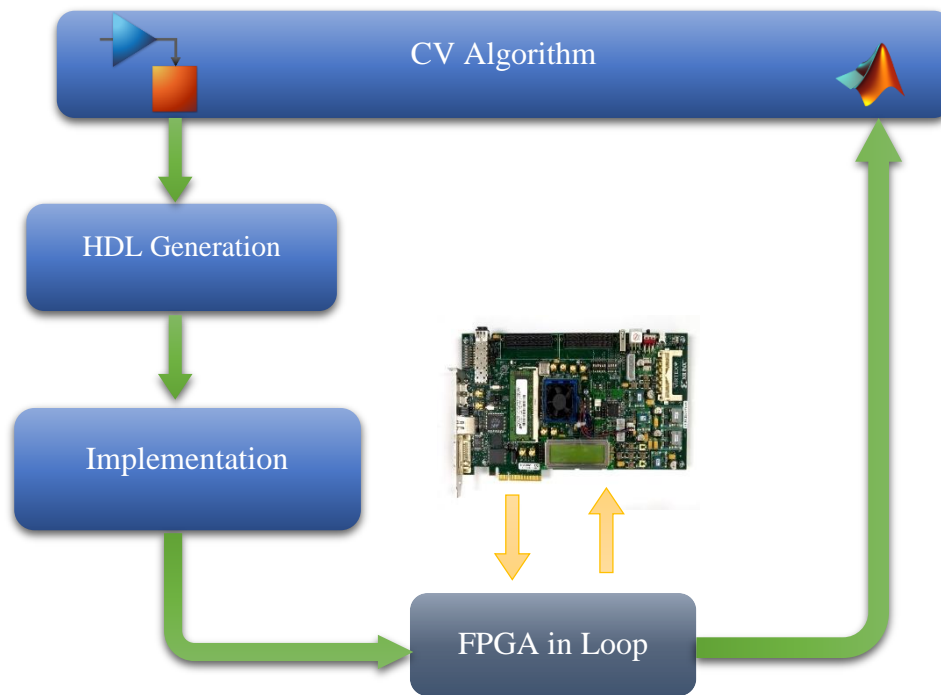 CV Algorithm
HDL Generation
Implementation
FPGA in Loop